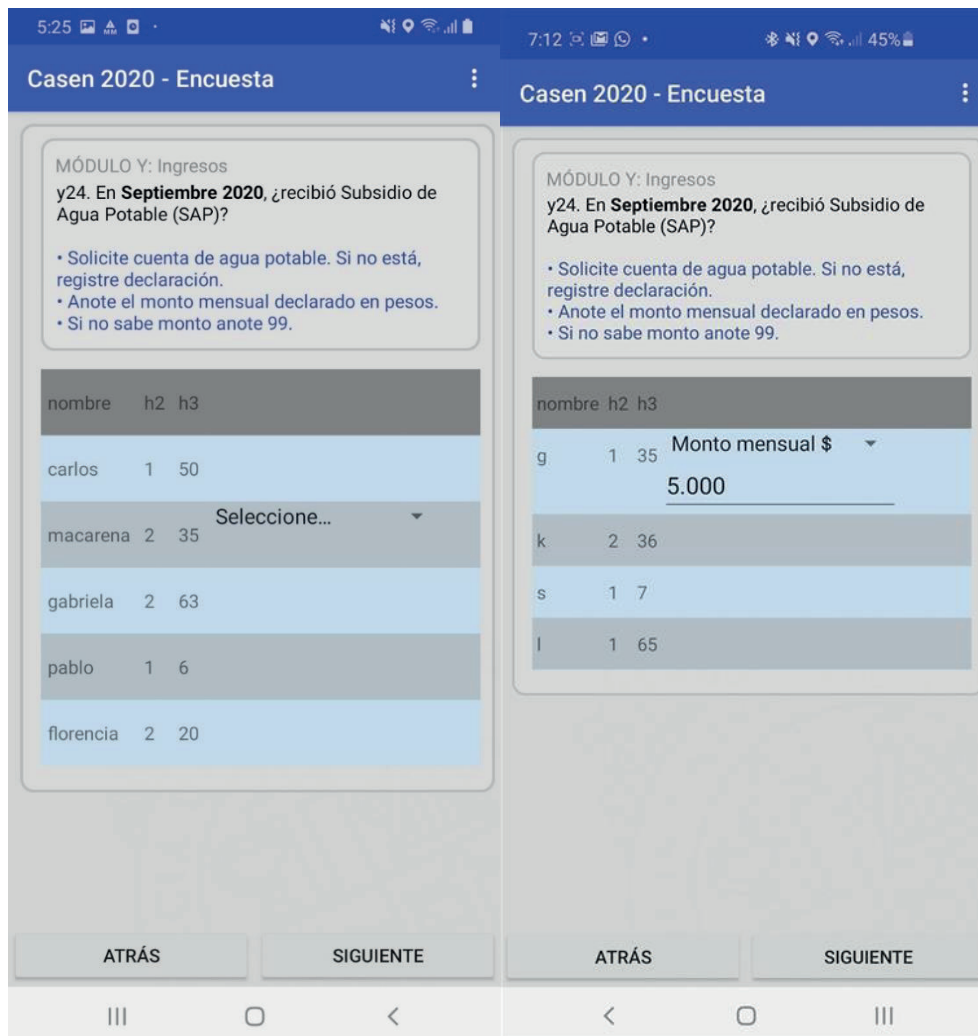 5:25
Casen 2020 - Encuesta
MÓDULO Y: Ingresos
y24. En Septiembre 2020, ¿recibió Subsidio de
Agua Potable (SAP)?
• Solicite cuenta de agua potable. Si no está,
registre declaración.
• Anote el monto mensual declarado en pesos.
• Si no sabe monto anote 99.
nombre h2 h3
carlos 1 50
macarena 2 35 Seleccione...
gabriela 2 63
pablo 1 6
florencia 2 20
ATRÁS SIGUIENTE
7:12 45%
Casen 2020 - Encuesta
MÓDULO Y: Ingresos
y24. En Septiembre 2020, ¿recibió Subsidio de
Agua Potable (SAP)?
• Solicite cuenta de agua potable. Si no está,
registre declaración.
• Anote el monto mensual declarado en pesos.
• Si no sabe monto anote 99.
nombre h2 h3
g 1 35 Monto mensual $
5.000
k 2 36
s 1 7
l 1 65
ATRÁS SIGUIENTE